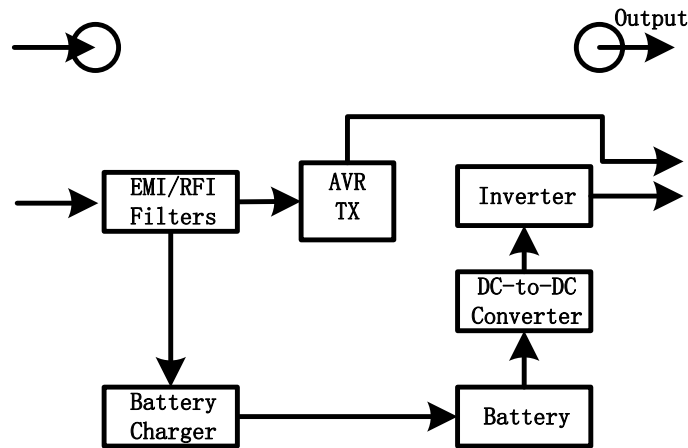 Output
EMI/RFI
Filters
AVR
TX
Inverter
DC-to-DC
Converter
Battery
Charger
Battery